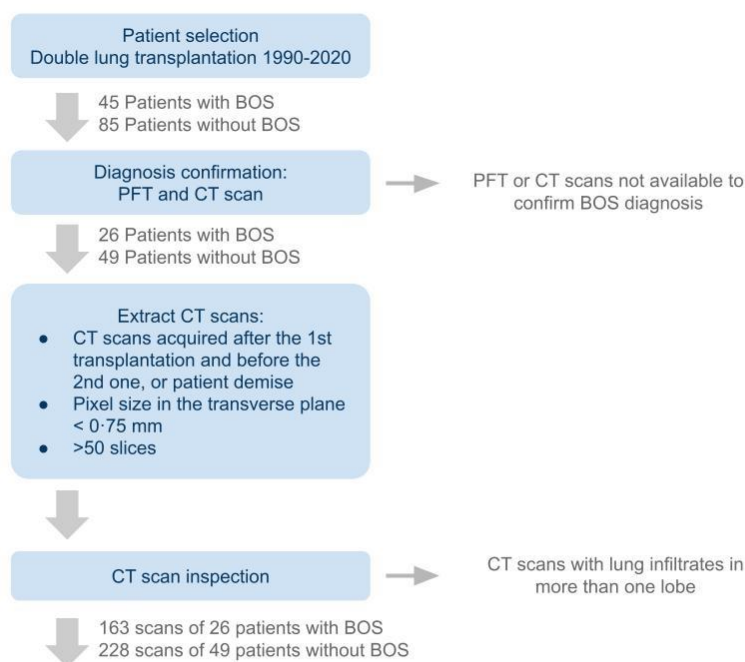 Patient selection
Double lung transplantation 1990-2020
45 Patients with BOS
85 Patients without BOS
Diagnosis confirmation:
PFT and CT scan
PFT or CT scans not available to
confirm BOS diagnosis
26 Patients with BOS
49 Patients without BOS
Extract CT scans:
● CT scans acquired after the 1st
transplantation and before the
2nd one, or patient demise
● Pixel size in the transverse plane
< 0·75 mm
● >50 slices
CT scan inspection
CT scans with lung infiltrates in
more than one lobe
163 scans of 26 patients with BOS
228 scans of 49 patients without BOS